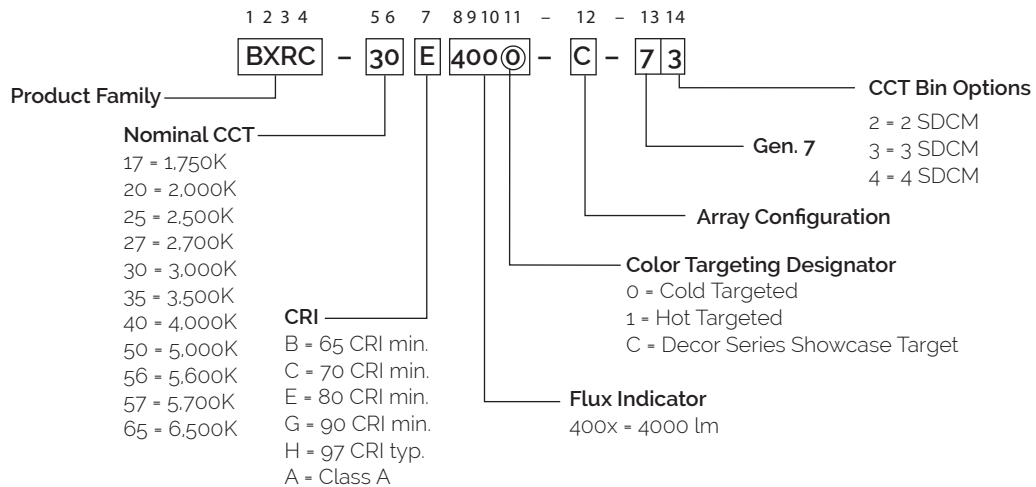 1 2 3 4 5 6 7 8 9 10 11 – 12 – 13 14
BXRC – 30 E 400 0 – C – 7 3
Product Family
Nominal CCT
17 = 1,750K
20 = 2,000K
25 = 2,500K
27 = 2,700K
30 = 3,000K
35 = 3,500K
40 = 4,000K
50 = 5,000K
56 = 5,600K
57 = 5,700K
65 = 6,500K
CRI
B = 65 CRI min.
C = 70 CRI min.
E = 80 CRI min.
G = 90 CRI min.
H = 97 CRI typ.
A = Class A
Flux Indicator
400x = 4000 lm
Color Targeting Designator
0 = Cold Targeted
1 = Hot Targeted
C = Decor Series Showcase Target
Array Configuration
Gen. 7
CCT Bin Options
2 = 2 SDCM
3 = 3 SDCM
4 = 4 SDCM